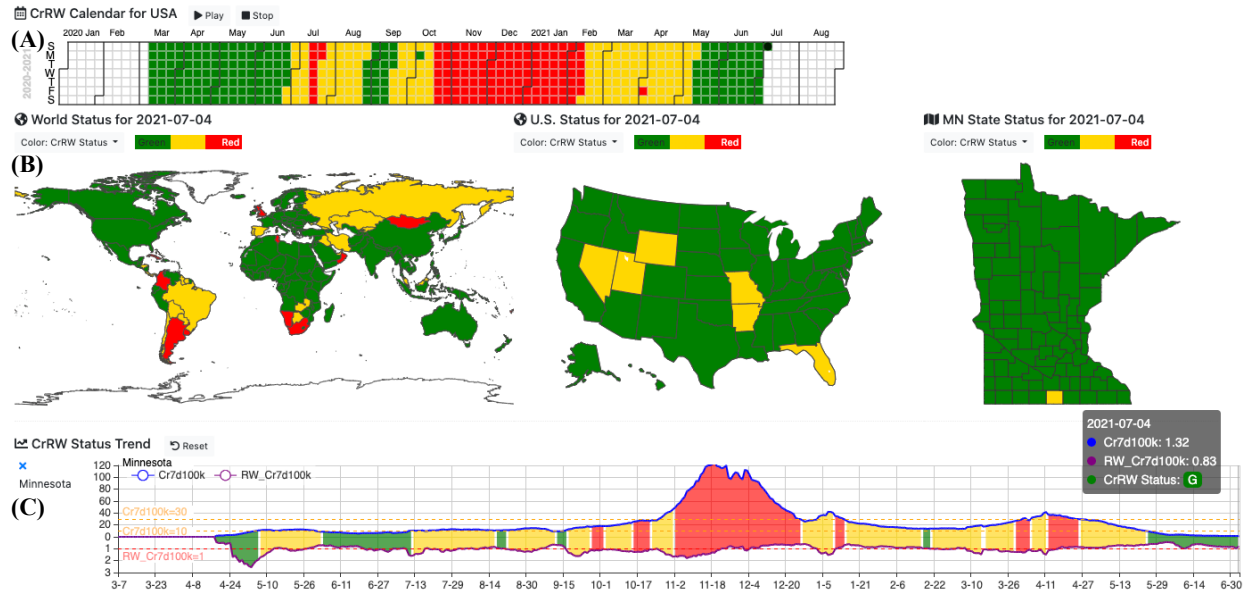 CrRW Calendar for USA Play Stop
(A)
2020 Jan Feb Mar Apr May Jun Jul Aug Sep Oct Nov Dec 2021 Jan Feb Mar Apr May Jun Jul Aug
2020-2021
S
M
T
W
T
F
S
World Status for 2021-07-04 U.S. Status for 2021-07-04 MN State Status for 2021-07-04
Color: CrRW Status Green Red Color: CrRW Status Green Red Color: CrRW Status Green Red
(B)
2021-07-04
Cr7d100k: 1.32
RW_Cr7d100k: 0.83
CrRW Status: G
CrRW Status Trend Reset
× Minnesota
(C)
Minnesota
Cr7d100k RW_Cr7d100k
120
100
80
60
40
20
0
1
2
3
Cr7d100k=30
Cr7d100k=10
RW_Cr7d100k=1
3-7 3-23 4-8 4-24 5-10 5-26 6-11 6-27 7-13 7-29 8-14 8-30 9-15 10-1 10-17 11-2 11-18 12-4 12-20 1-5 1-21 2-6 2-22 3-10 3-26 4-11 4-27 5-13 5-29 6-14 6-30